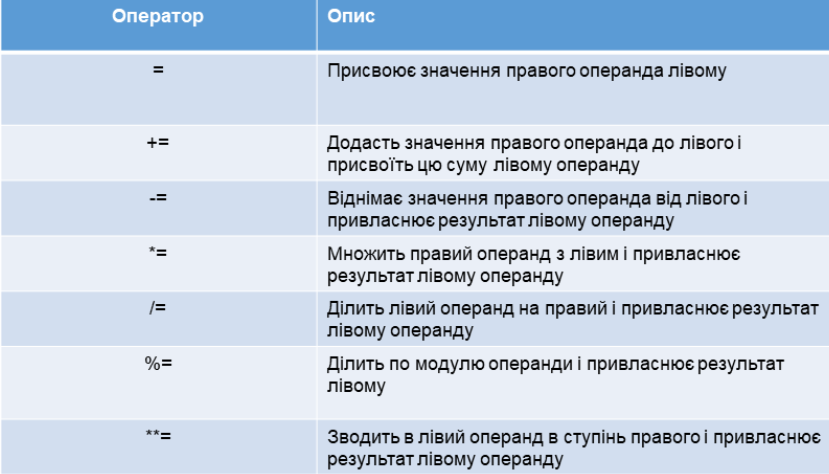 Оператор Опис
= Присвоює значення правого операнда лівому
+= Додасть значення правого операнда до лівого і
присвоїть цю суму лівому операнду
-= Віднімає значення правого операнда від лівого і
привласнює результат лівому операнду
*= Множить правий операнд з лівим і привласнює
результат лівому операнду
/= Ділить лівий операнд на правий і привласнює результат
лівому операнду
%= Ділить по модулю операнди і привласнює результат
лівому
**= Зводить в лівий операнд в ступінь правого і привласнює
результат лівому операнду